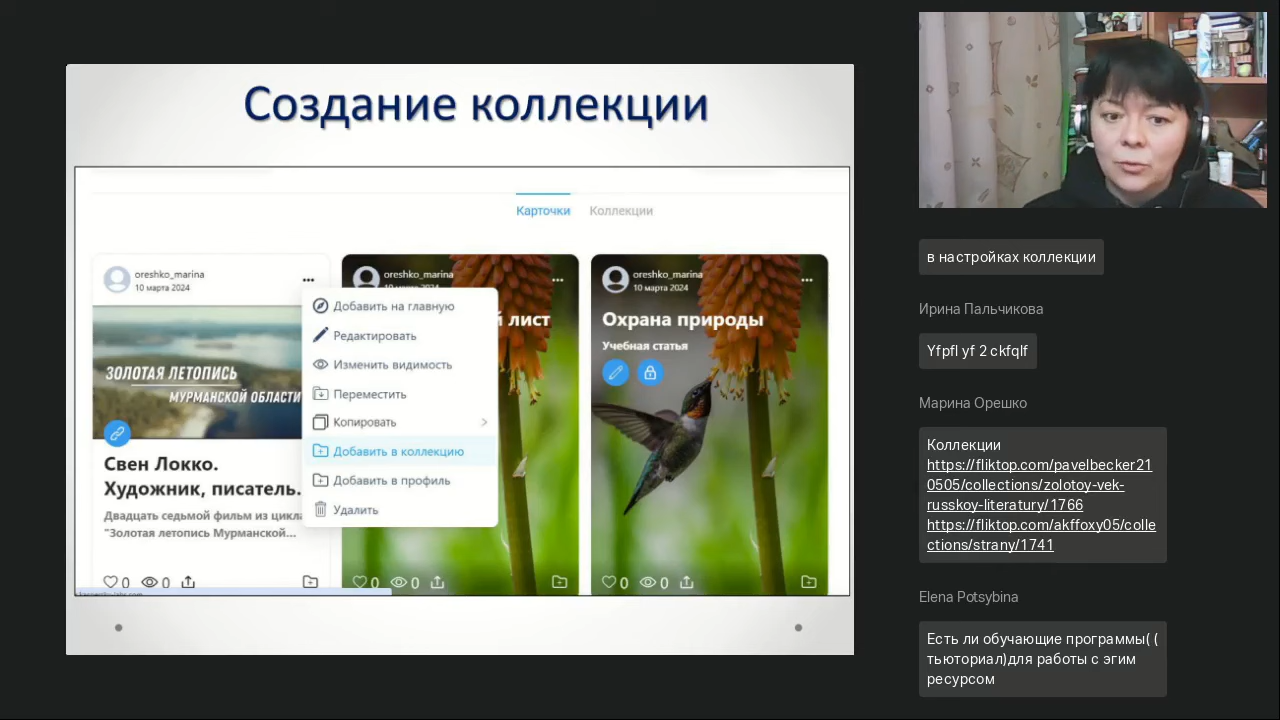 Создание коллекции
Карточки Коллекции
oreshko_marina
10 марта 2024
ЗОЛОТАЯ ЛЕТОПИСЬ
МУРМАНСКОЙ ОБЛАСТИ
Свен Локко.
Художник, писатель.
Двадцать седьмой фильм из цикла
"Золотая летопись Мурманской...
0 0
Добавить на главную
Редактировать
Изменить видимость
Переместить
Копировать
Добавить в коллекцию
Добавить в профиль
Удалить
oreshko_marina
10 марта 2024
й лист
0 0
oreshko_marina
10 марта 2024
Охрана природы
Учебная статья
0 0
в настройках коллекции
Ирина Пальчикова
Yfpfl yf 2 ckfqlf
Марина Орешко
Коллекции
https://fliktop.com/pavelbecker21
0505/collections/zolotoy-vek-
russkoy-literatury/1766
https://fliktop.com/akffoxy05/colle
ctions/strany/1741
Elena Potsybina
Есть ли обучающие программы( (
тьюториал)для работы с эгим
ресурсом